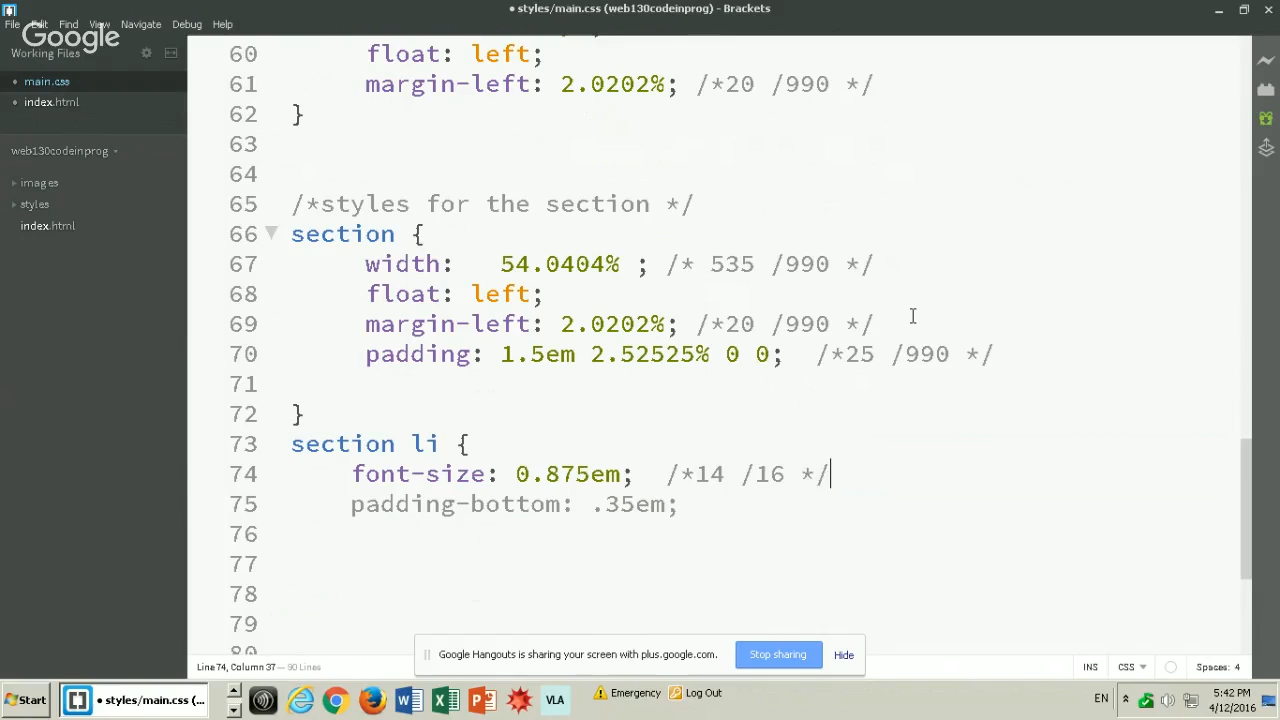 • styles/main.css (web130codeinprog) - Brackets
File Edit Find View Navigate Debug Help
Google
Working Files
• main.css
• index.html
web130codeinprog
images
styles
index.html
60 float: left;
61 margin-left: 2.0202%; /*20 /990 */
62 }
63
64
65 /*styles for the section */
66 section {
67 width: 54.0404% ; /* 535 /990 */
68 float: left;
69 margin-left: 2.0202%; /*20 /990 */
70 padding: 1.5em 2.52525% 0 0; /*25 /990 */
71
72 }
73 section li {
74 font-size: 0.875em; /*14 /16 */
75 padding-bottom: .35em;
76
77
78
79
80
Google Hangouts is sharing your screen with plus.google.com. Stop sharing Hide
Line 74, Column 37 — 90 Lines
INS CSS Spaces: 4
Start • styles/main.css (... VLA Emergency Log Out EN 5:42 PM
4/12/2016